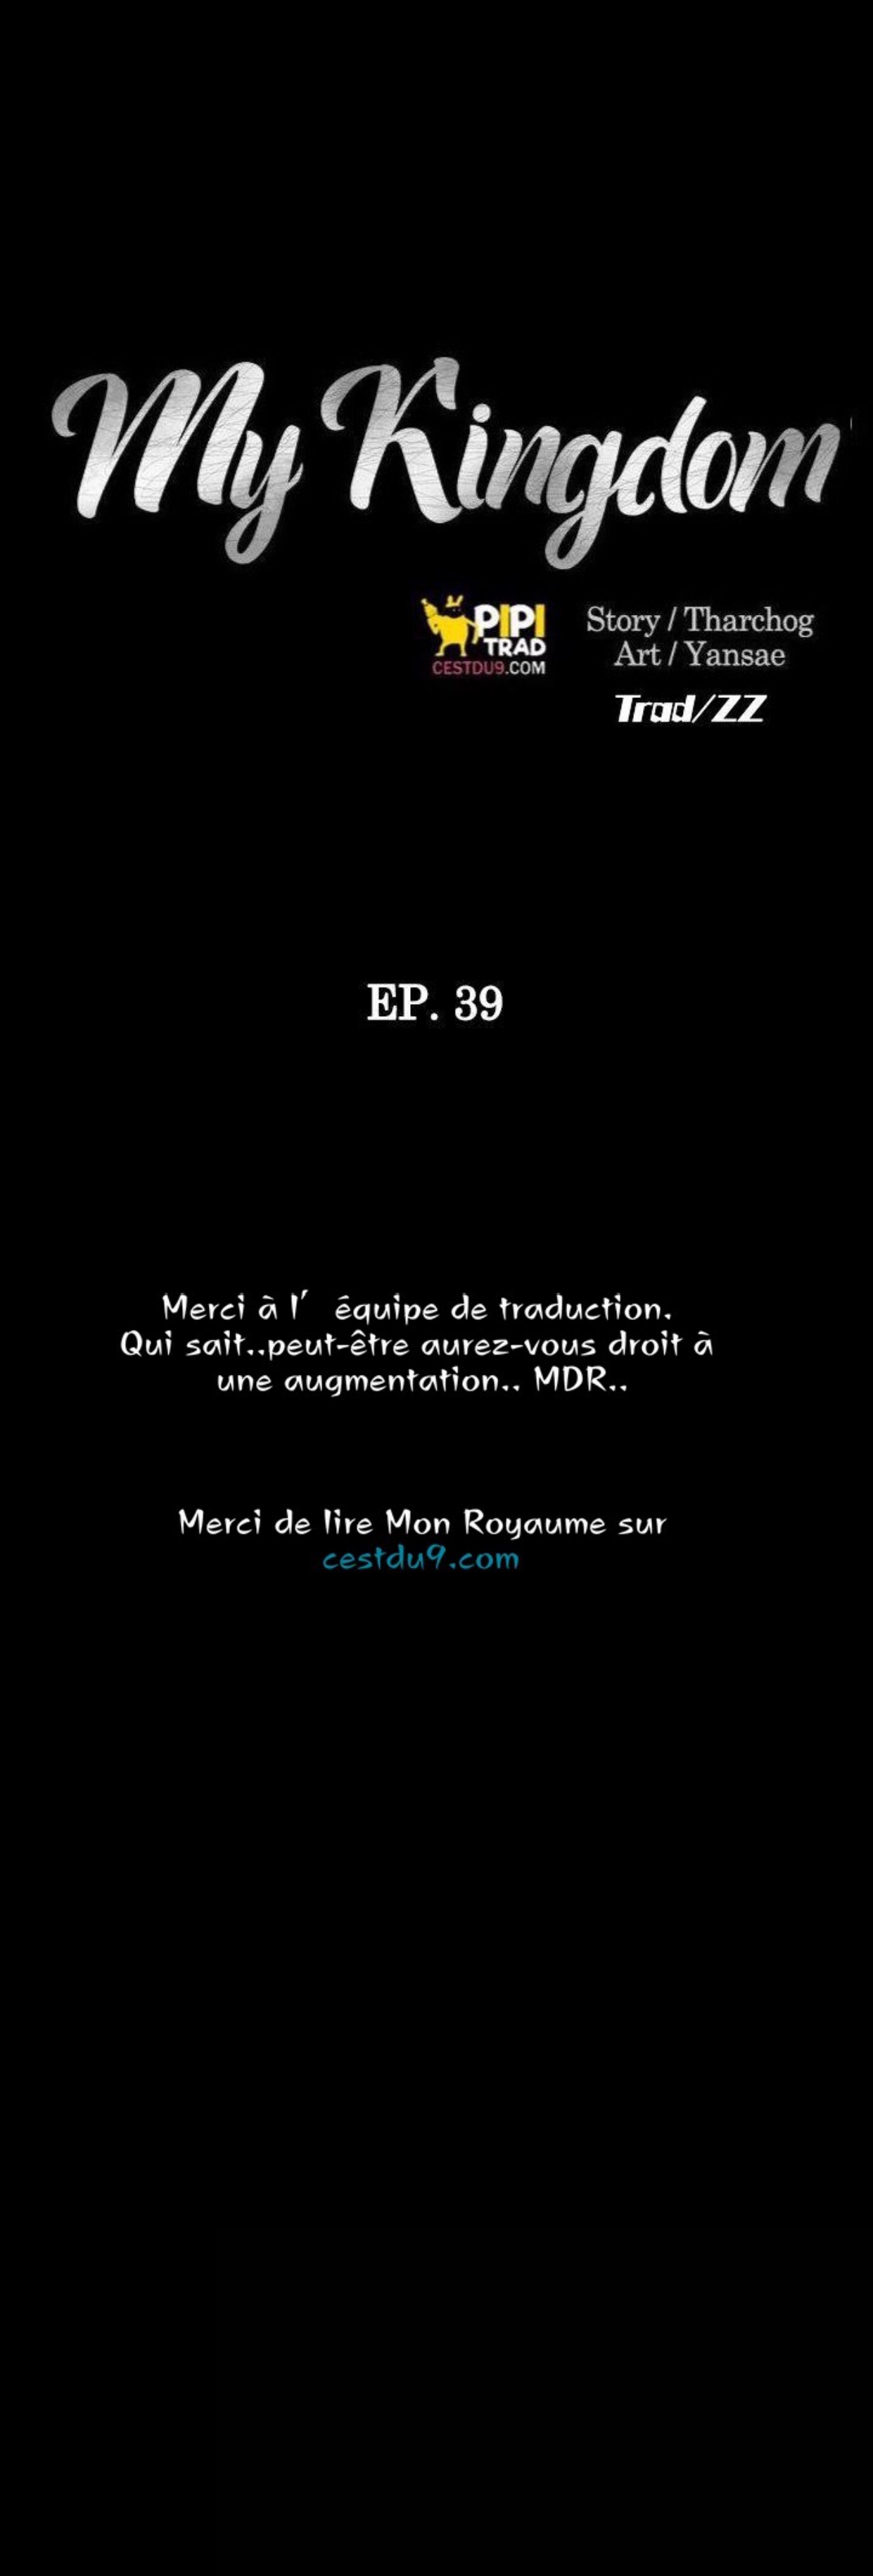 My Kingdom
PIPI
TRAD
CESTDU9.COM
Story / Tharchog
Art / Yansae
Trad/ZZ
EP. 39
Merci à l' équipe de traduction.
Qui sait..peut-être aurez-vous droit à
une augmentation.. MDR..
Merci de lire Mon Royaume sur
cestdu9.com